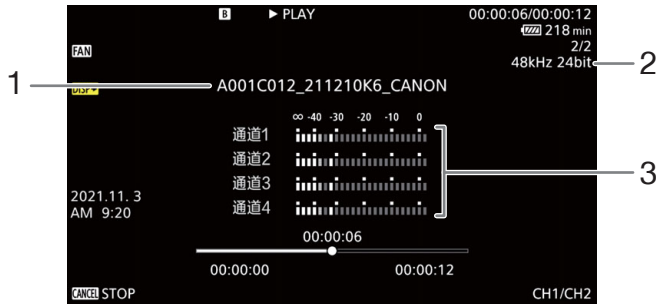 B ▶ PLAY 00:00:06/00:00:12
218 min
FAN 2/2
48kHz 24bit 2
1 DISP A001C012_211210K6_CANON
∞ -40 -30 -20 -10 0
通道1
通道2
通道3 3
通道4
2021.11. 3
AM 9:20
00:00:06
00:00:00 00:00:12
CANCEL STOP CH1/CH2